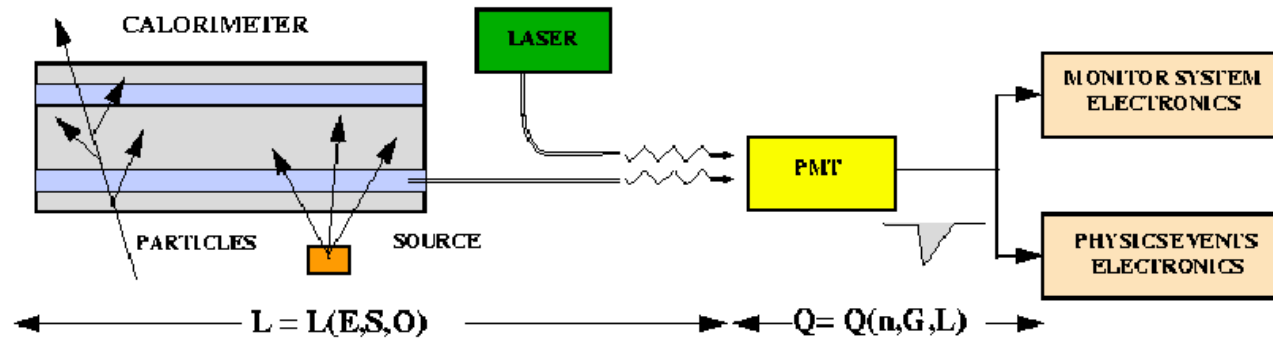 CALORIMETER
LASER
MONITOR SYSTEM
ELECTRONICS
PMT
PARTICLES
SOURCE
PHYSICSEVENTS
ELECTRONICS
L = L(E,S,O)
Q= Q(n,G,L)